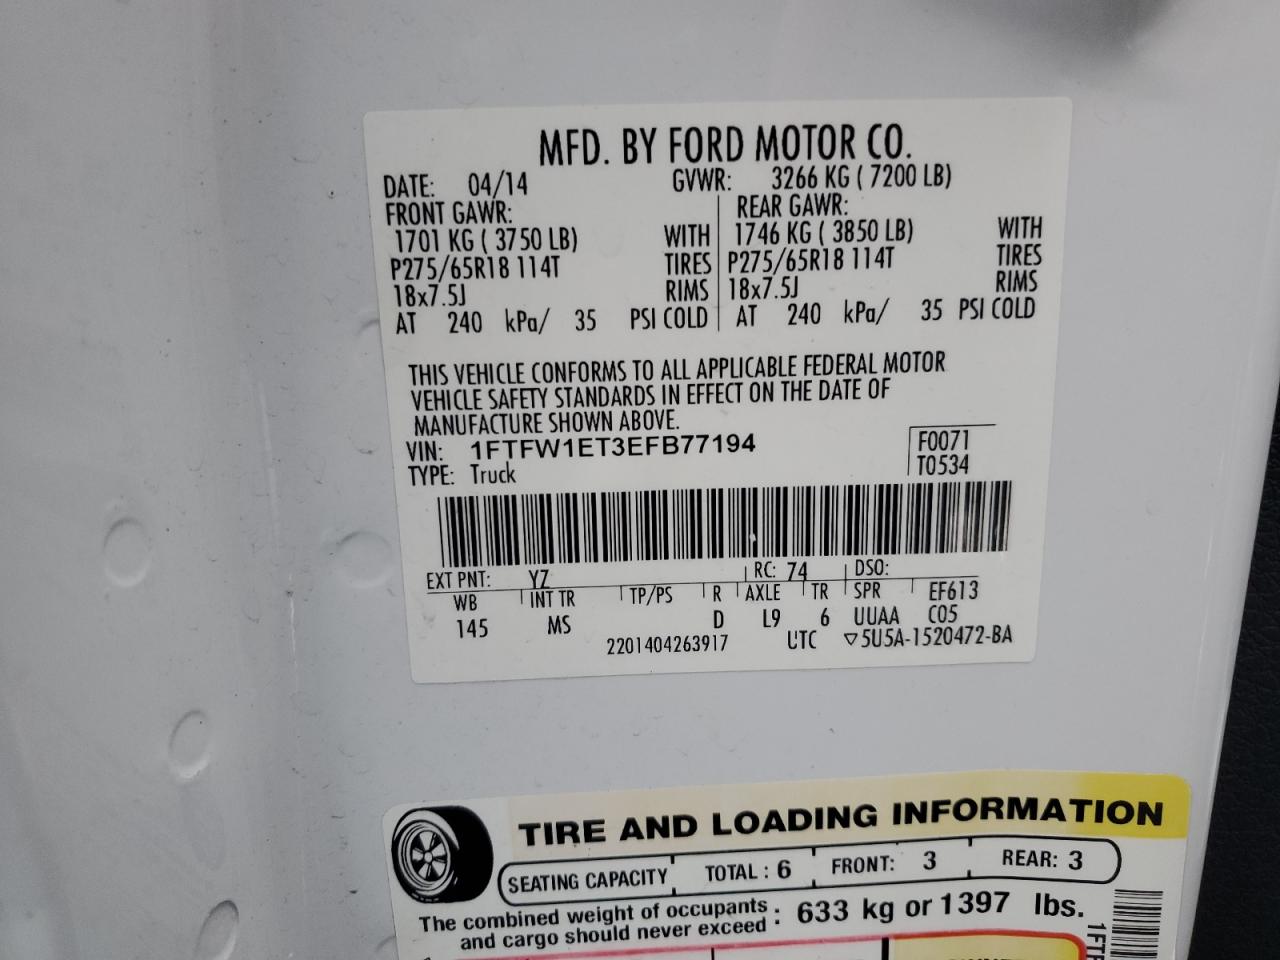 MFD. BY FORD MOTOR CO.
DATE: 04/14 GVWR: 3266 KG ( 7200 LB)
FRONT GAWR: REAR GAWR:
1701 KG ( 3750 LB) WITH 1746 KG ( 3850 LB) WITH
P275/65R18 114T TIRES P275/65R18 114T TIRES
18x7.5J RIMS 18x7.5J RIMS
AT 240 kPa/ 35 PSI COLD AT 240 kPa/ 35 PSI COLD
THIS VEHICLE CONFORMS TO ALL APPLICABLE FEDERAL MOTOR
VEHICLE SAFETY STANDARDS IN EFFECT ON THE DATE OF
MANUFACTURE SHOWN ABOVE.
VIN: 1FTFW1ET3EFB77194 F0071
TYPE: Truck T0534
EXT PNT: YZ RC: 74 DSO:
WB INT TR TP/PS R AXLE TR SPR EF613
145 MS D L9 6 UUAA C05
2201404263917 UTC ▽5U5A-1520472-BA
TIRE AND LOADING INFORMATION
SEATING CAPACITY TOTAL : 6 FRONT: 3 REAR: 3
The combined weight of occupants
and cargo should never exceed : 633 kg or 1397 lbs.